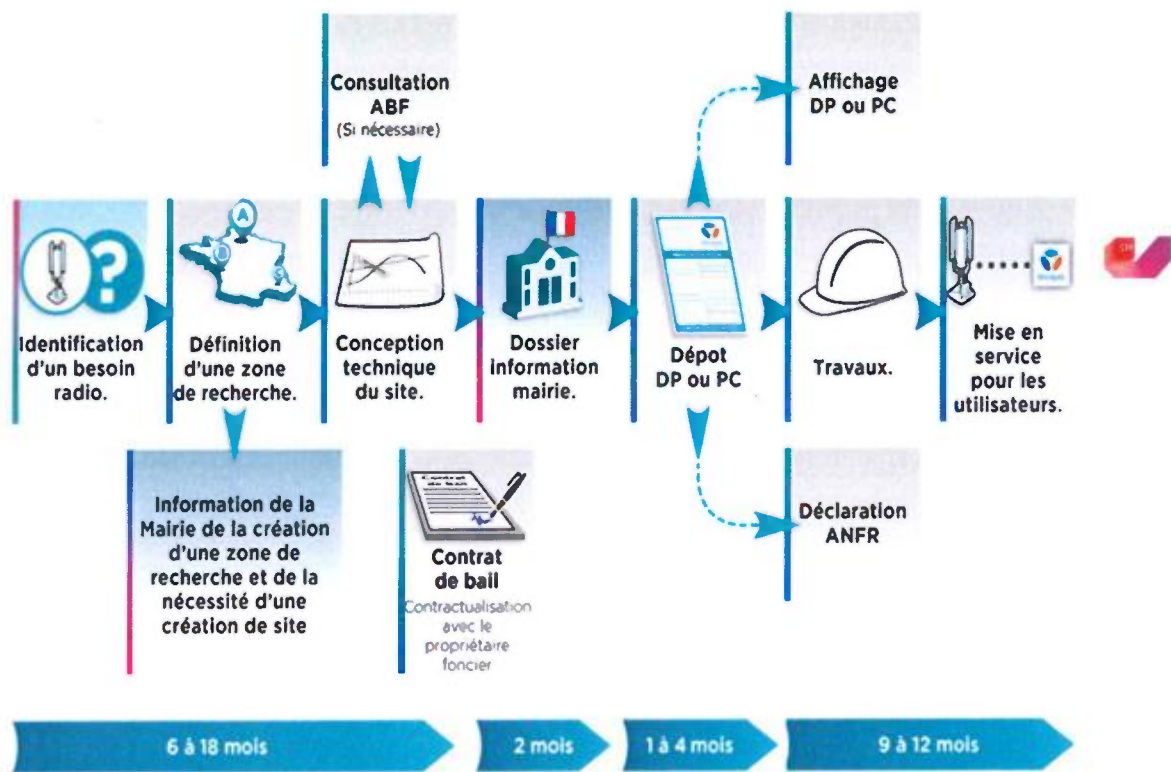 Consultation
ABF
(Si nécessaire)
Affichage
DP ou PC
A
Identification
d'un besoin
radio.
Définition
d'une zone
de recherche.
Conception
technique
du site.
Dossier
information
mairie.
Dépot
DP ou PC
Travaux.
Mise en
service
pour les
utilisateurs.
Information de la
Mairie de la création
d'une zone de
recherche et de la
nécessité d'une
création de site
Contrat
de bail
Contrat
de bail
Contractualisation
avec le
propriétaire
foncier
Déclaration
ANFR
6 à 18 mois
2 mois
1 à 4 mois
9 à 12 mois